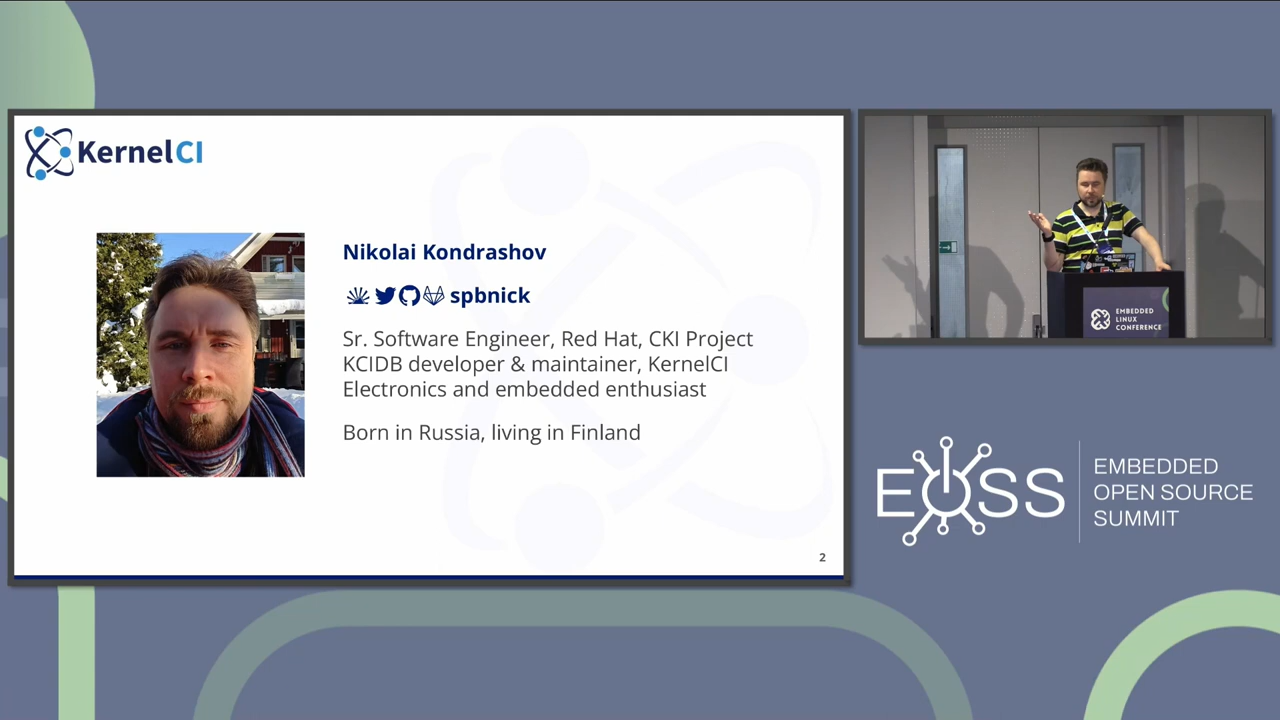 KernelCI
Nikolai Kondrashov
spbnick
Sr. Software Engineer, Red Hat, CKI Project
KCIDB developer & maintainer, KernelCI
Electronics and embedded enthusiast
Born in Russia, living in Finland
2
EMBEDDED
LINUX
CONFERENCE
EOSS
EMBEDDED
OPEN SOURCE
SUMMIT